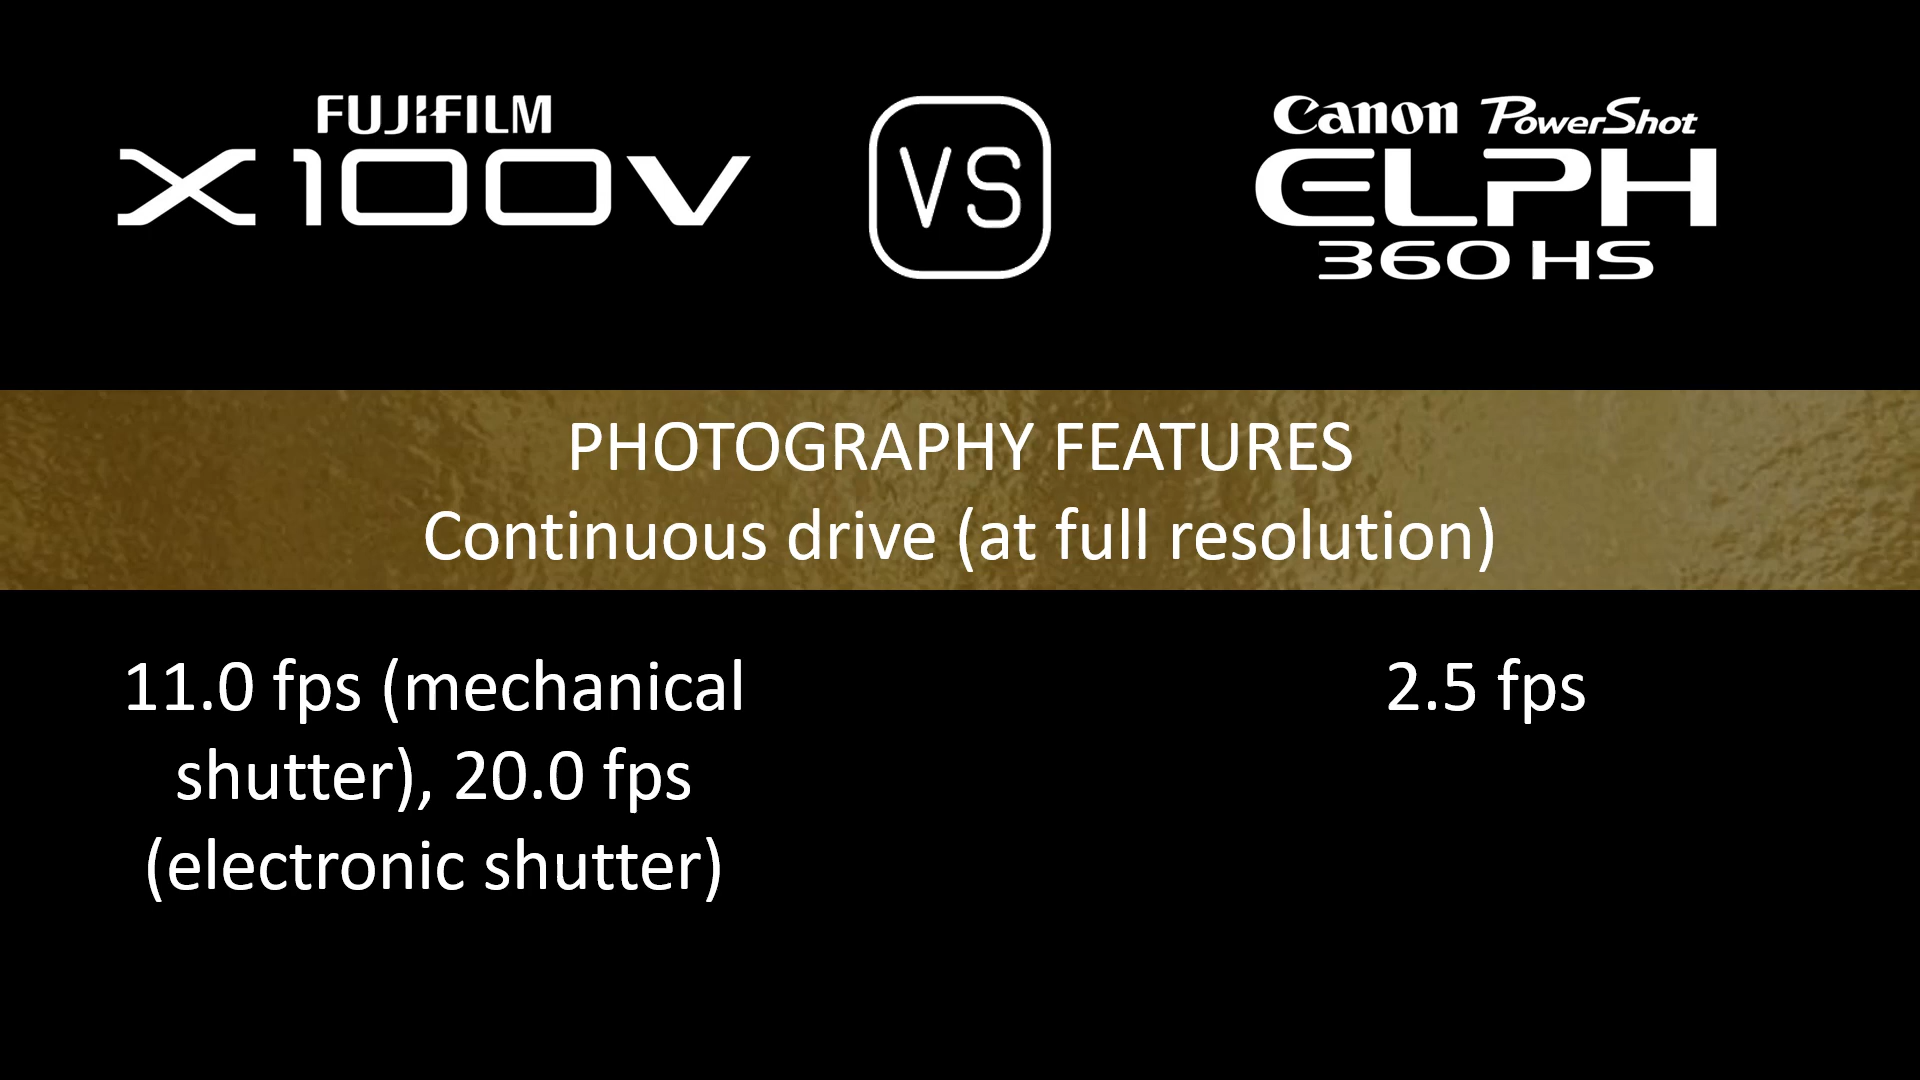 FUJIFILM
X100V
VS
Canon PowerShot
ELPH
360 HS
PHOTOGRAPHY FEATURES
Continuous drive (at full resolution)
11.0 fps (mechanical
shutter), 20.0 fps
(electronic shutter)
2.5 fps